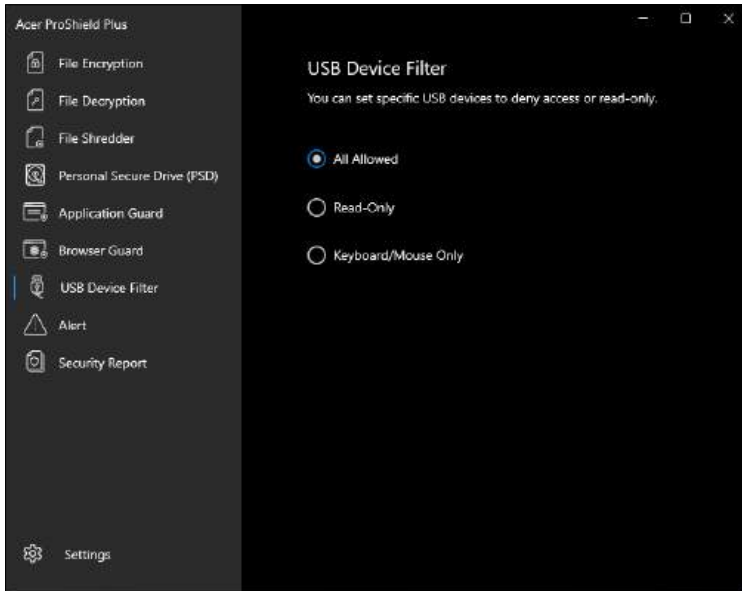 Acer ProShield Plus
File Encryption
File Decryption
File Shredder
Personal Secure Drive (PSD)
Application Guard
Browser Guard
USB Device Filter
Alert
Security Report
Settings
USB Device Filter
You can set specific USB devices to deny access or read-only.
All Allowed
Read-Only
Keyboard/Mouse Only